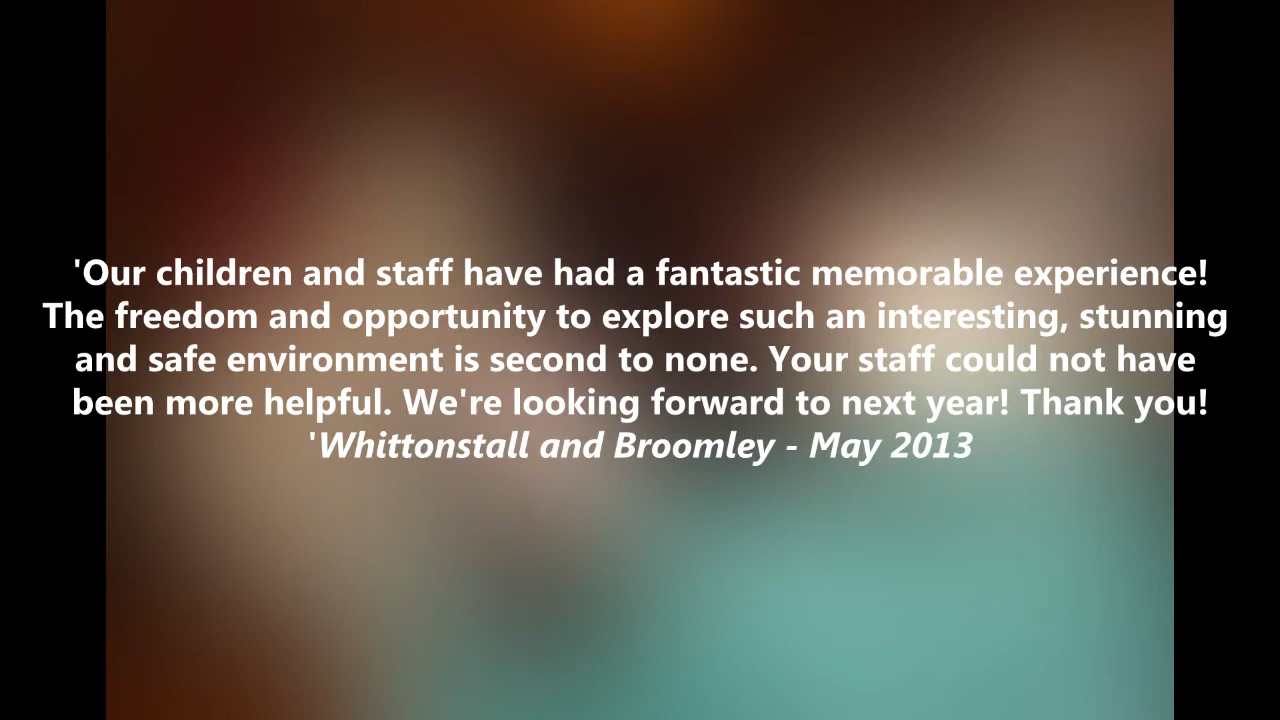 'Our children and staff have had a fantastic memorable experience!
The freedom and opportunity to explore such an interesting, stunning
and safe environment is second to none. Your staff could not have
been more helpful. We're looking forward to next year! Thank you!
'Whittonstall and Broomley - May 2013